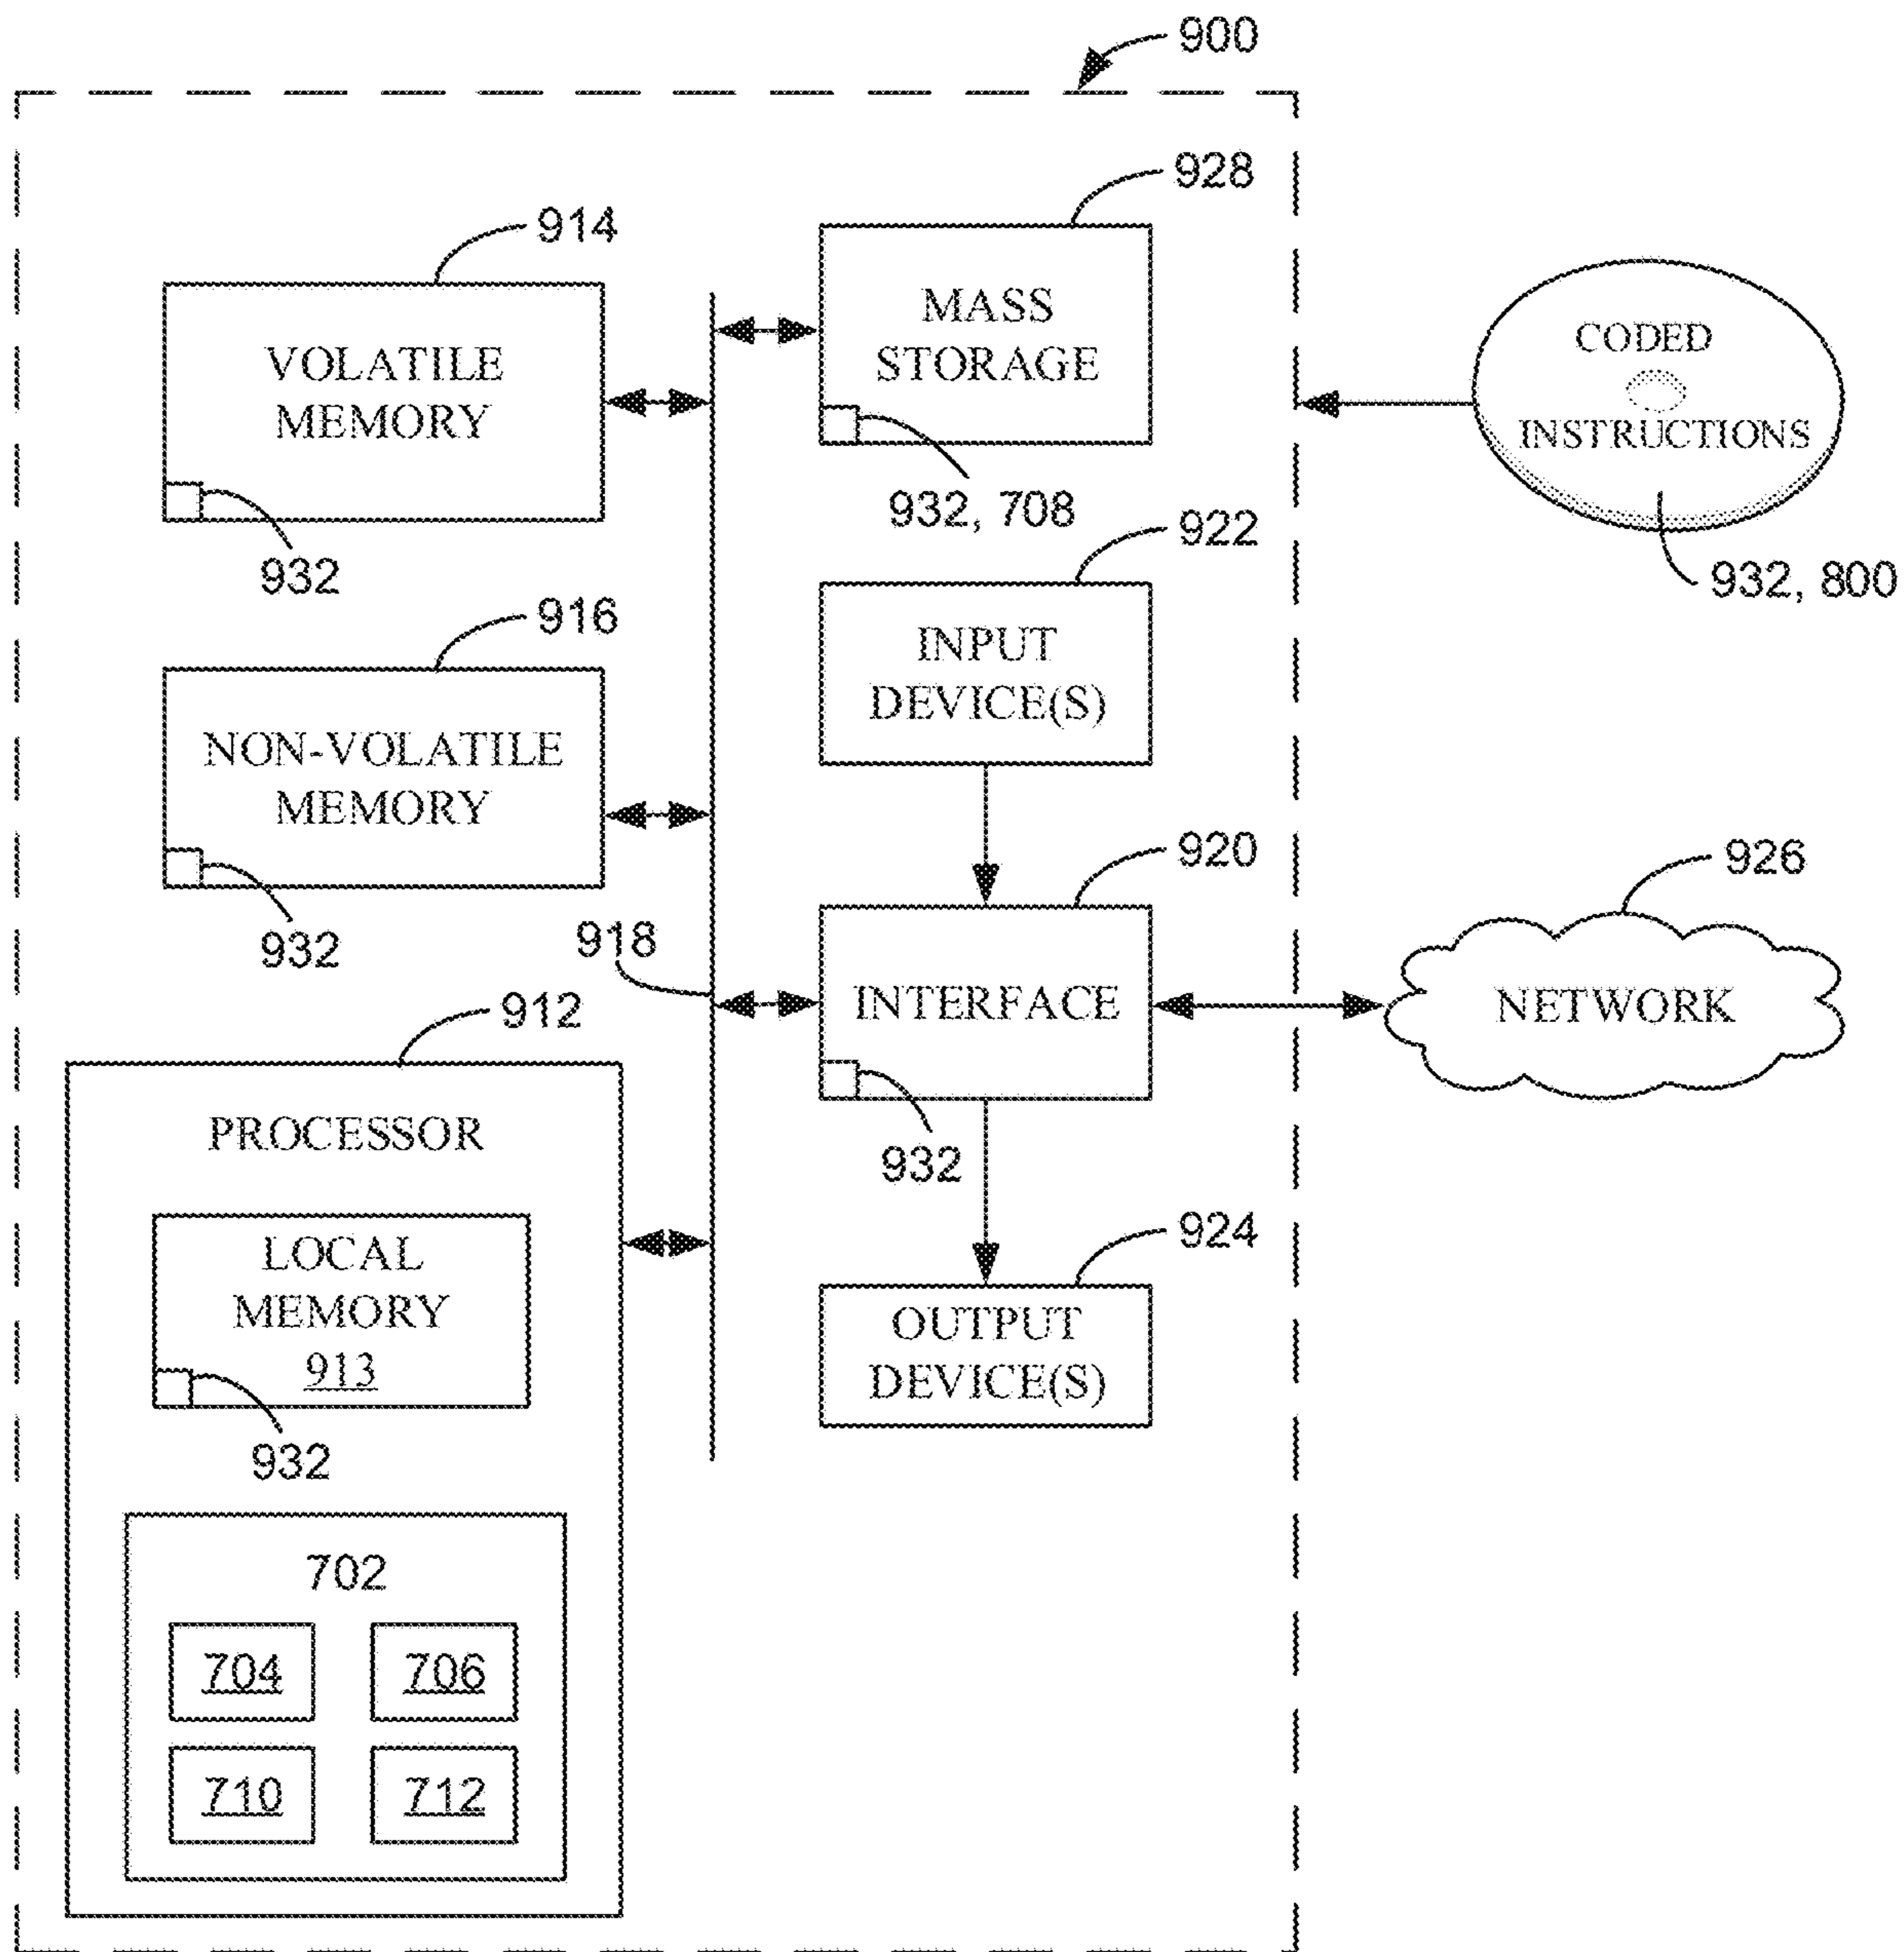 900
928
914
MASS
STORAGE
VOLATILE
MEMORY
CODED
INSTRUCTIONS
932, 708
932
922
932, 800
916
INPUT
DEVICE(S)
NON-VOLATILE
MEMORY
920
926
932
918
INTERFACE
NETWORK
912
PROCESSOR
932
LOCAL
MEMORY
913
924
OUTPUT
DEVICE(S)
932
702
704
706
710
712